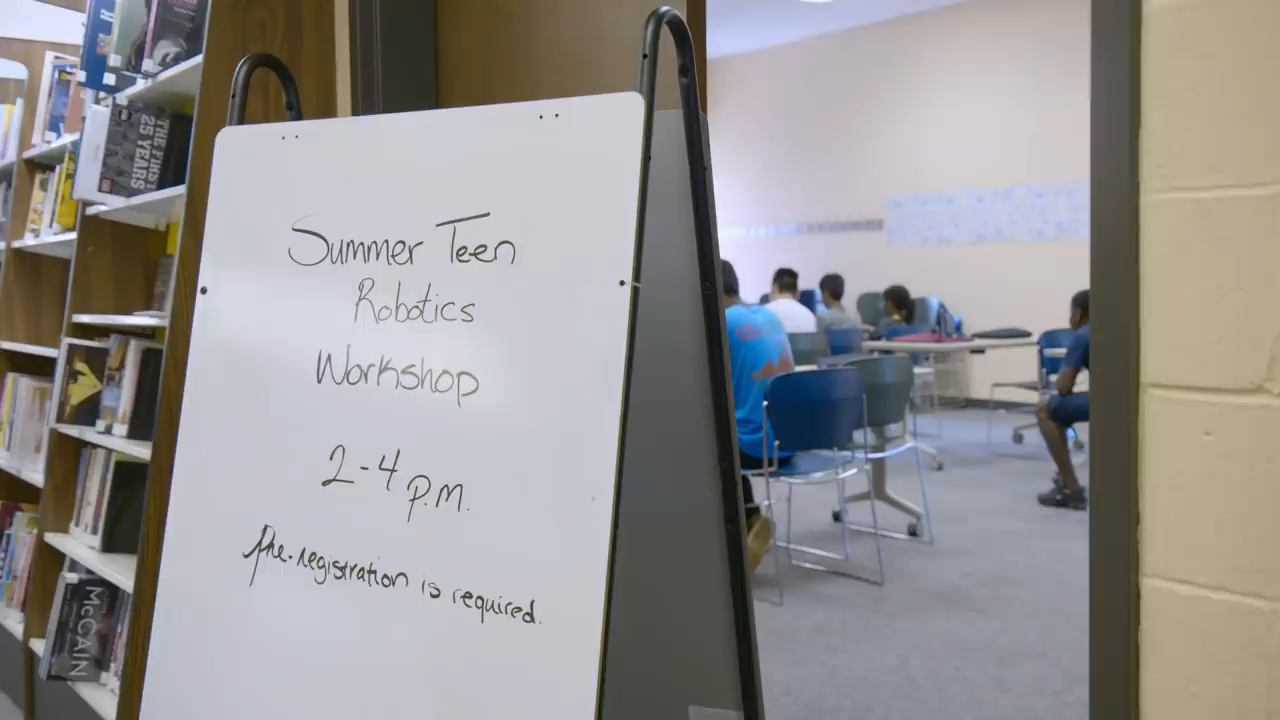 THE FIRST
25 YEARS
Summer Teen
Robotics
Workshop
2-4 p.m.
Pre-registration is required.
McCAIN